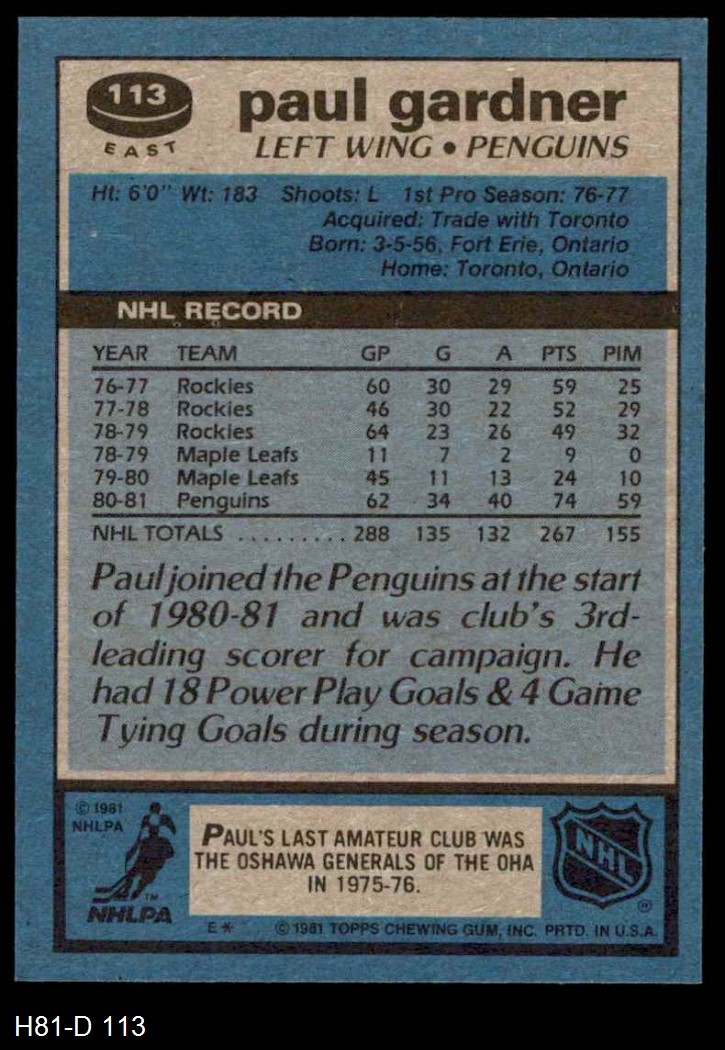 113
EAST
paul gardner
LEFT WING • PENGUINS
Ht: 6'0" Wt: 183 Shoots: L 1st Pro Season: 76-77
Acquired: Trade with Toronto
Born: 3-5-56, Fort Erie, Ontario
Home: Toronto, Ontario
NHL RECORD
YEAR TEAM GP G A PTS PIM
76-77 Rockies 60 30 29 59 25
77-78 Rockies 46 30 22 52 29
78-79 Rockies 64 23 26 49 32
78-79 Maple Leafs 11 7 2 9 0
79-80 Maple Leafs 45 11 13 24 10
80-81 Penguins 62 34 40 74 59
NHL TOTALS ......... 288 135 132 267 155
Paul joined the Penguins at the start
of 1980-81 and was club's 3rd-
leading scorer for campaign. He
had 18 Power Play Goals & 4 Game
Tying Goals during season.
© 1981
NHLPA
TM
NHLPA
PAUL'S LAST AMATEUR CLUB WAS
THE OSHAWA GENERALS OF THE OHA
IN 1975-76.
NHL
®
E* © 1981 TOPPS CHEWING GUM, INC. PRTD. IN U.S.A.
H81-D 113